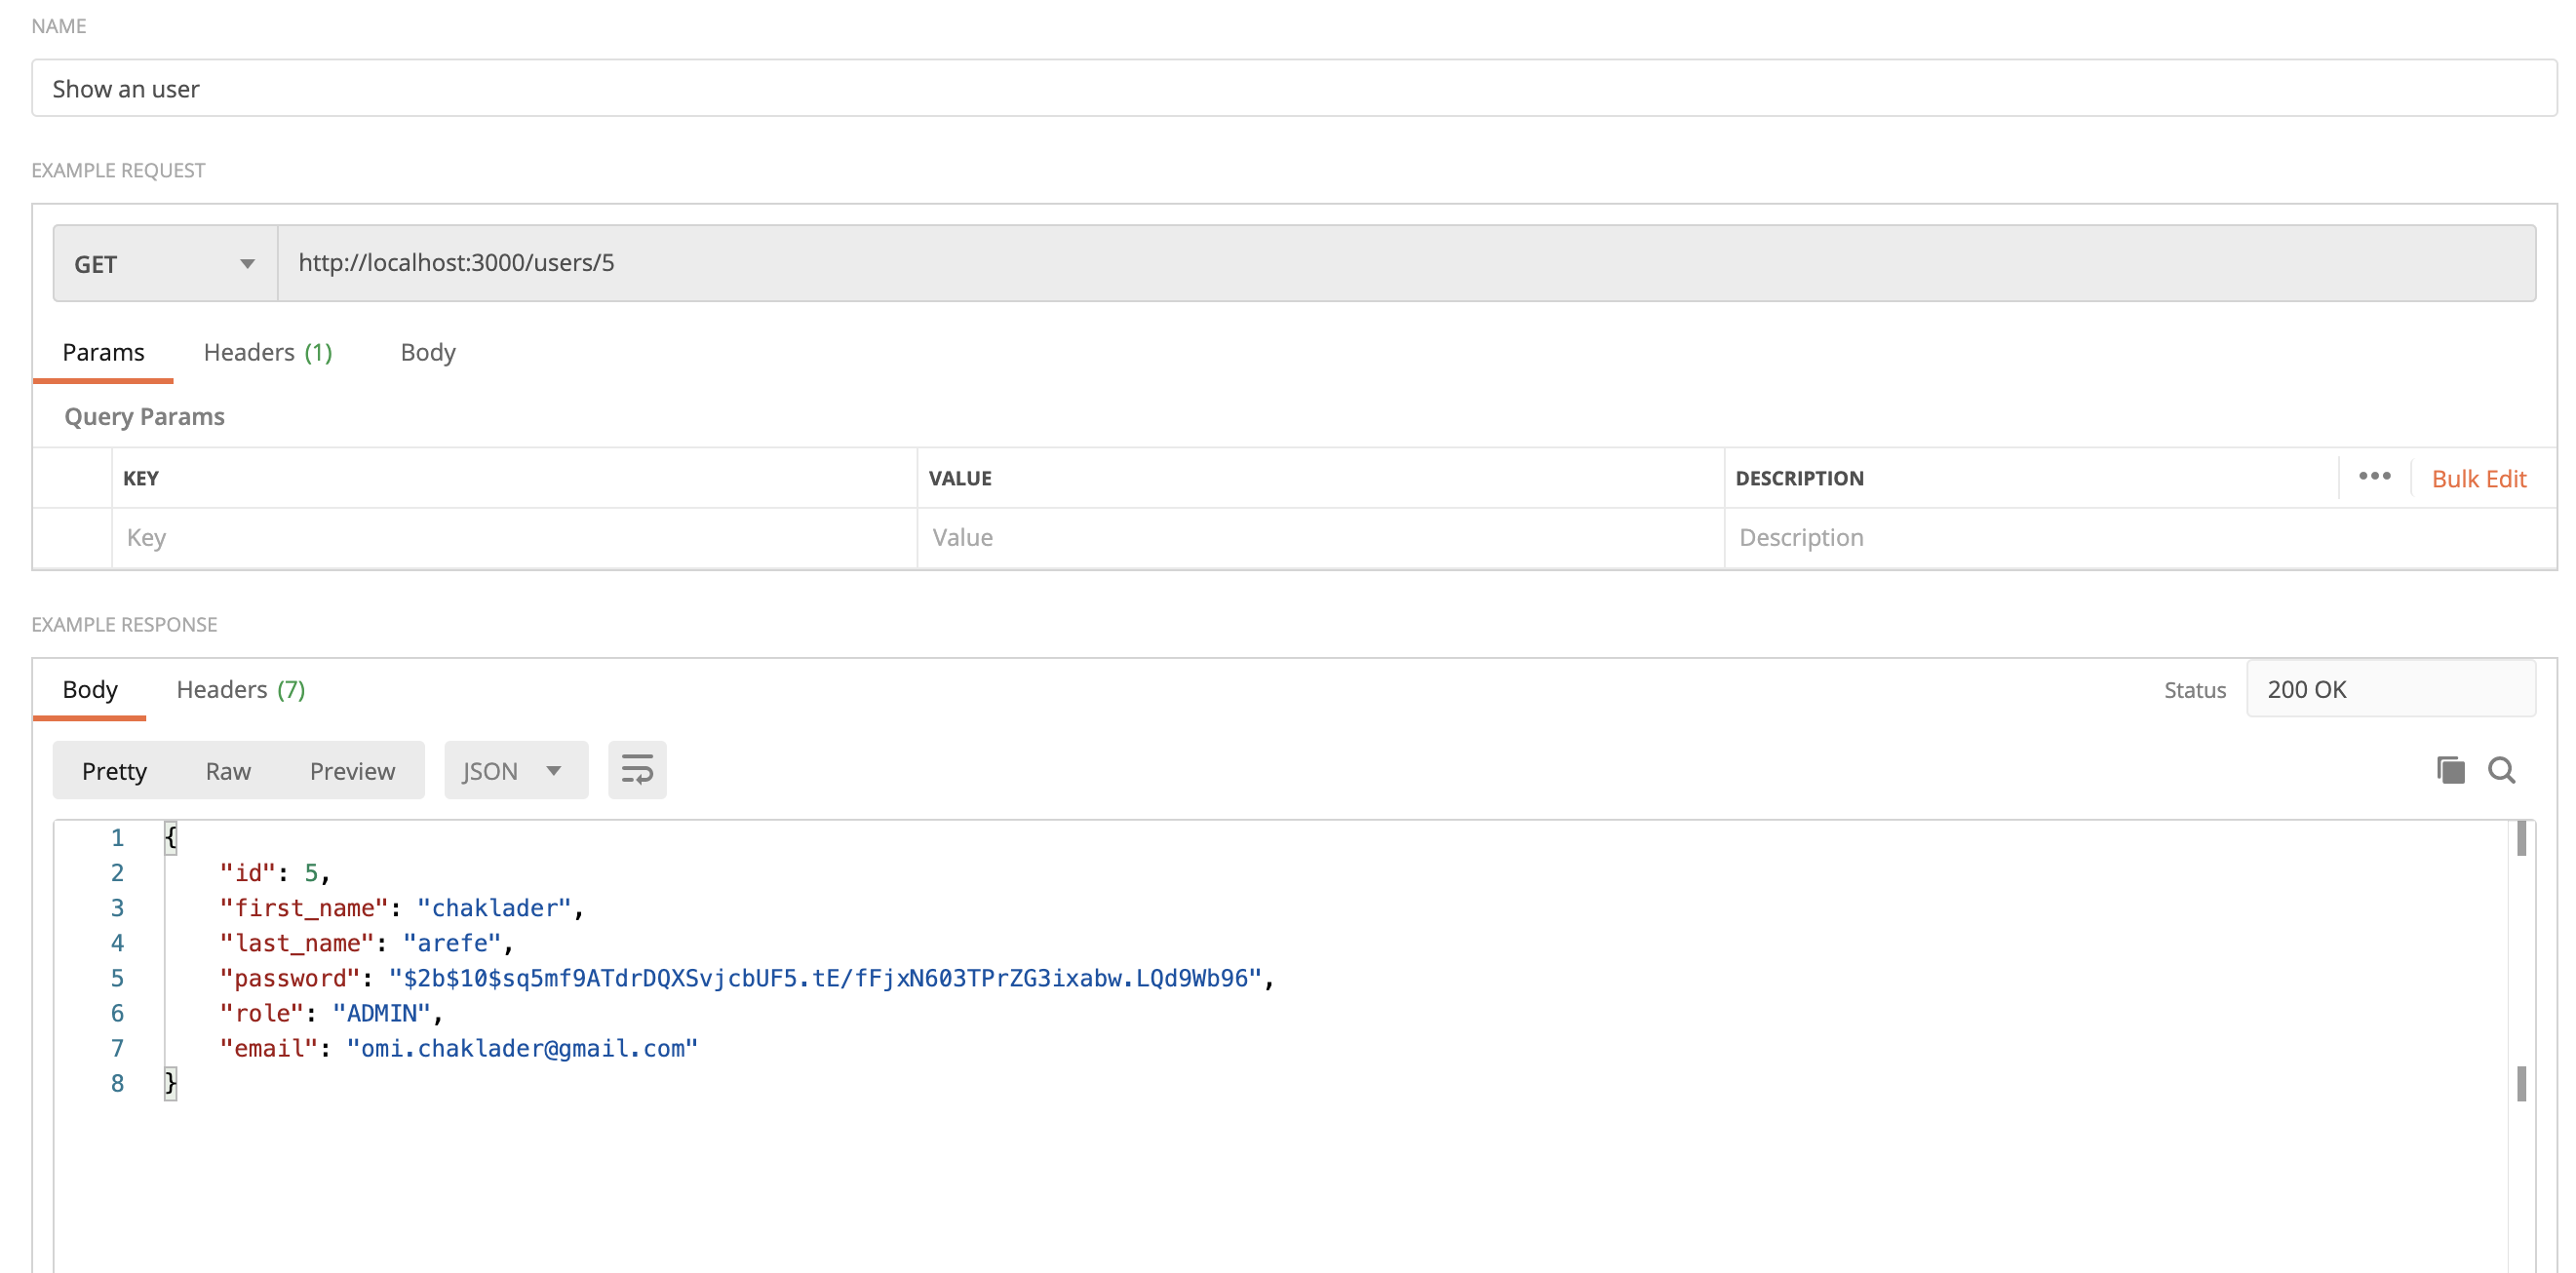 NAME
Show an user
EXAMPLE REQUEST
GET http://localhost:3000/users/5
Params Headers (1) Body
Query Params
KEY VALUE DESCRIPTION ••• Bulk Edit
Key Value Description
EXAMPLE RESPONSE
Body Headers (7) Status 200 OK
Pretty Raw Preview JSON
1 {
2 "id": 5,
3 "first_name": "chaklader",
4 "last_name": "arefe",
5 "password": "$2b$10$sq5mf9ATdrDQXSvjcbUF5.tE/fFjxN603TPrZG3ixabw.LQd9Wb96",
6 "role": "ADMIN",
7 "email": "omi.chaklader@gmail.com"
8 }